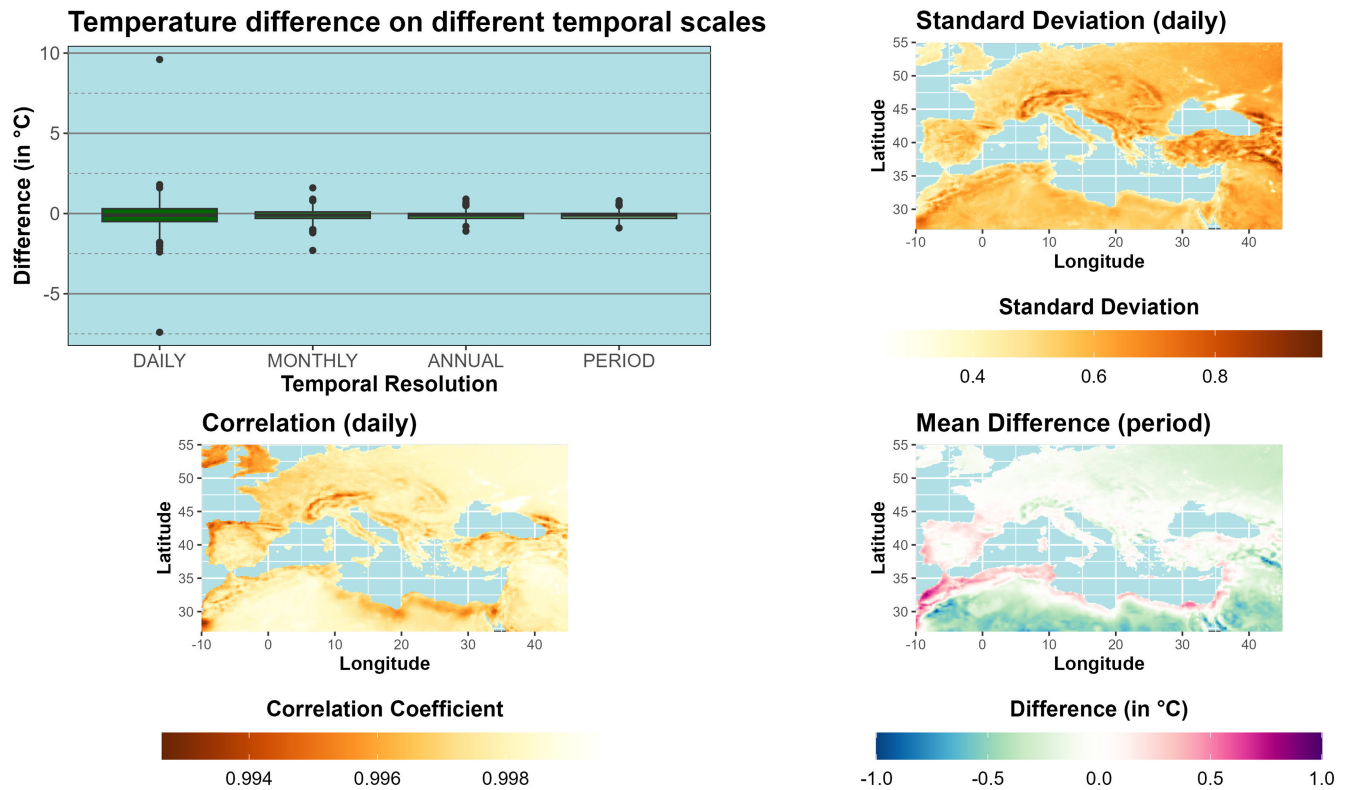 Temperature difference on different temporal scales
Difference (in °C)
10
5
0
-5
DAILY MONTHLY ANNUAL PERIOD
Temporal Resolution
Standard Deviation (daily)
Latitude
55
50
45
40
35
30
-10 0 10 20 30 40
Longitude
Standard Deviation
0.4 0.6 0.8
Correlation (daily)
Latitude
55
50
45
40
35
30
-10 0 10 20 30 40
Longitude
Correlation Coefficient
0.994 0.996 0.998
Mean Difference (period)
Latitude
55
50
45
40
35
30
-10 0 10 20 30 40
Longitude
Difference (in °C)
-1.0 -0.5 0.0 0.5 1.0